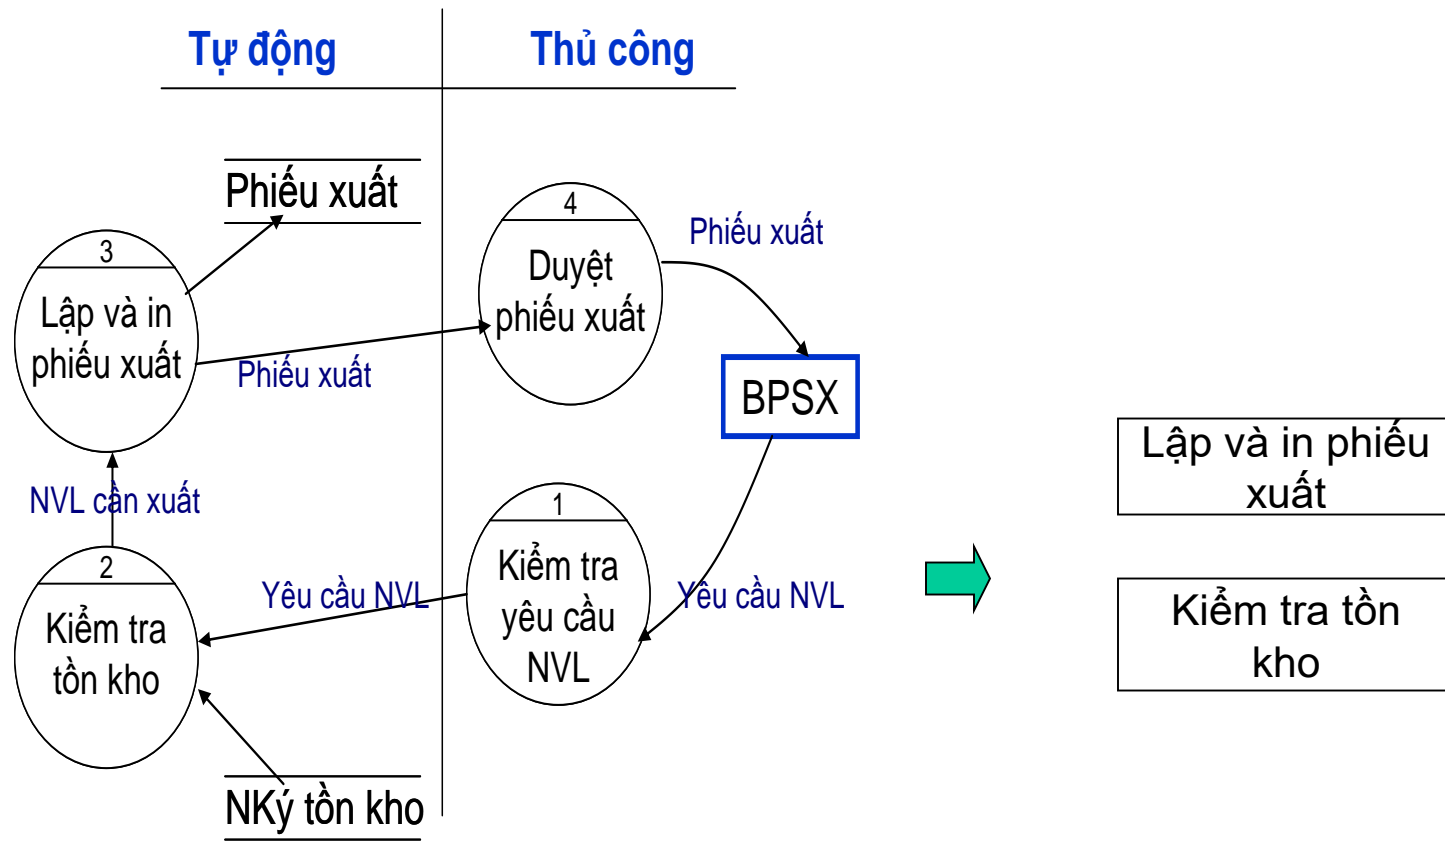 Tự động
Thủ công
Phiếu xuất
4
Duyệt
phiếu xuất
Phiếu xuất
3
Lập và in
phiếu xuất
Phiếu xuất
BPSX
NVL cần xuất
1
Kiểm tra
yêu cầu
NVL
Yêu cầu NVL
Yêu cầu NVL
2
Kiểm tra
tồn kho
NKý tồn kho
Lập và in phiếu
xuất
Kiểm tra tồn
kho